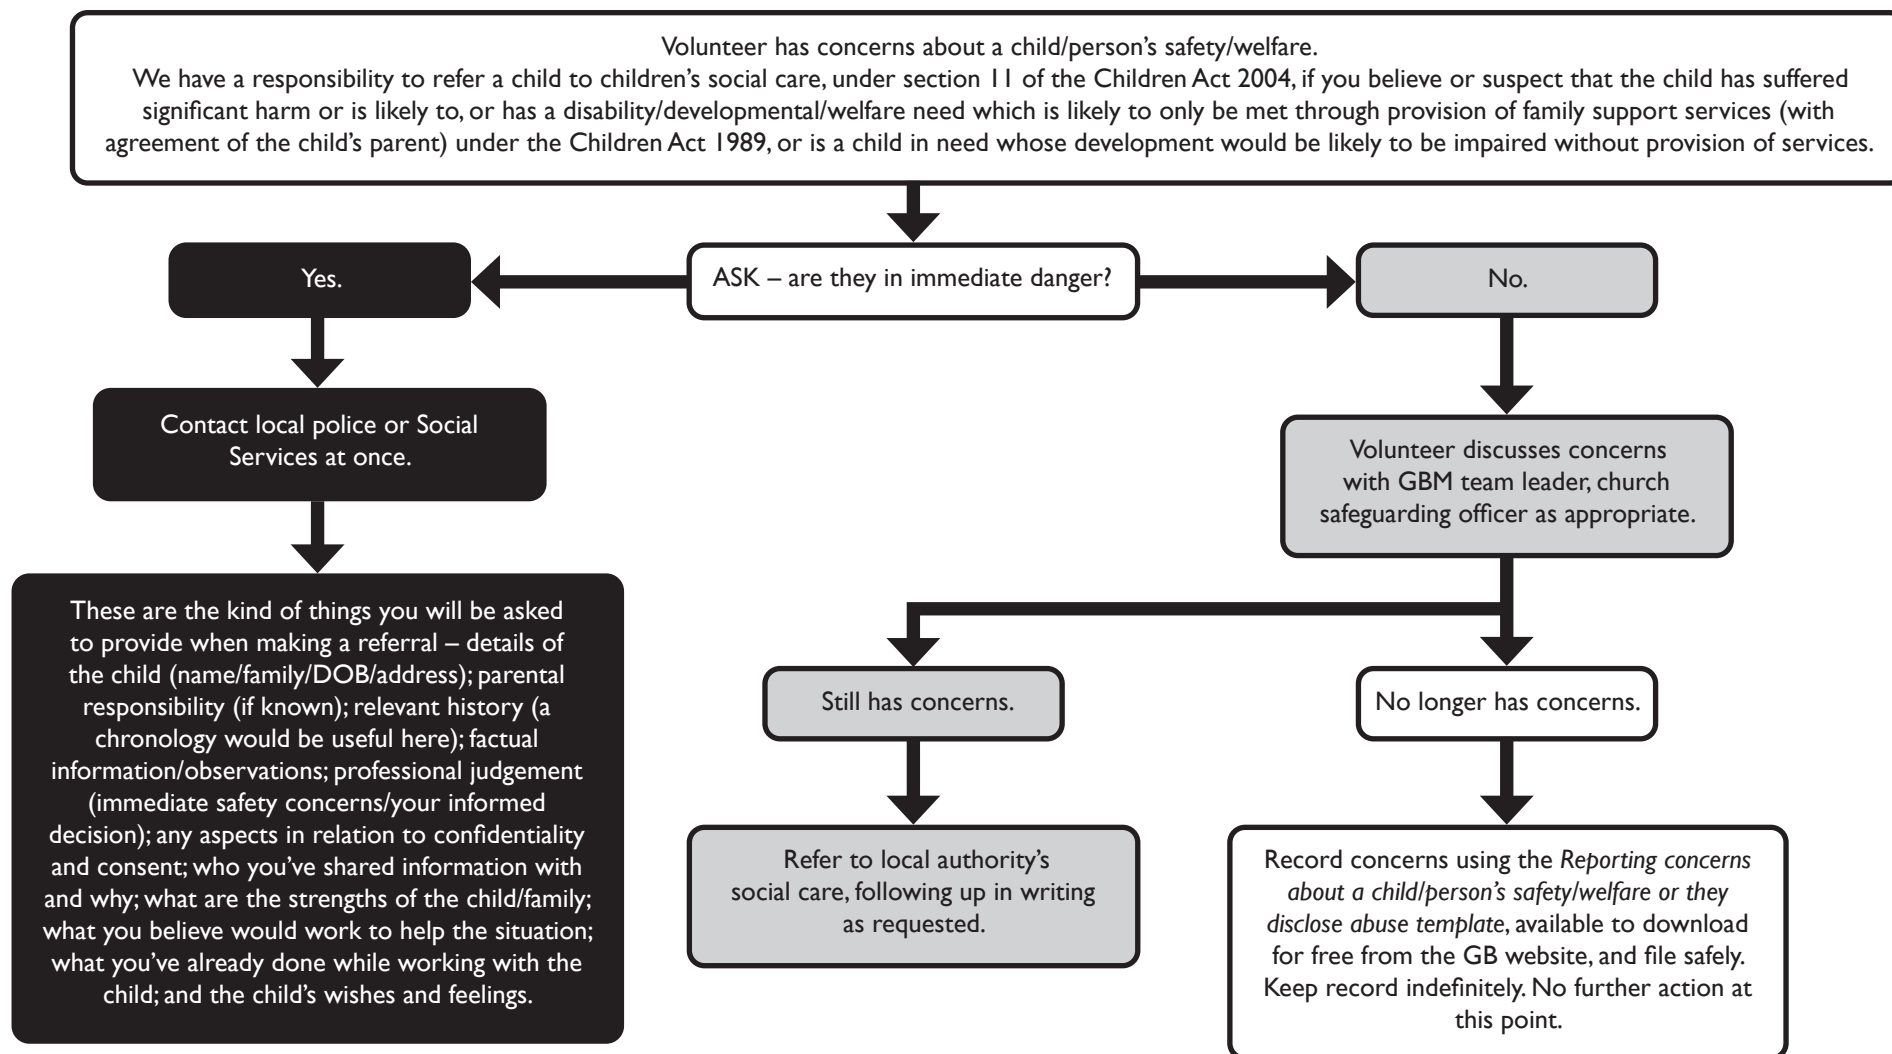 Volunteer has concerns about a child/person’s safety/welfare.
We have a responsibility to refer a child to children’s social care, under section 11 of the Children Act 2004, if you believe or suspect that the child has suffered
significant harm or is likely to, or has a disability/developmental/welfare need which is likely to only be met through provision of family support services (with
agreement of the child’s parent) under the Children Act 1989, or is a child in need whose development would be likely to be impaired without provision of services.
Yes.
ASK – are they in immediate danger?
No.
Contact local police or Social
Services at once.
Volunteer discusses concerns
with GBM team leader, church
safeguarding officer as appropriate.
These are the kind of things you will be asked
to provide when making a referral – details of
the child (name/family/DOB/address); parental
responsibility (if known); relevant history (a
chronology would be useful here); factual
information/observations; professional judgement
(immediate safety concerns/your informed
decision); any aspects in relation to confidentiality
and consent; who you’ve shared information with
and why; what are the strengths of the child/family;
what you believe would work to help the situation;
what you’ve already done while working with the
child; and the child’s wishes and feelings.
Still has concerns.
No longer has concerns.
Refer to local authority’s
social care, following up in writing
as requested.
Record concerns using the Reporting concerns
about a child/person’s safety/welfare or they
disclose abuse template, available to download
for free from the GB website, and file safely.
Keep record indefinitely. No further action at
this point.